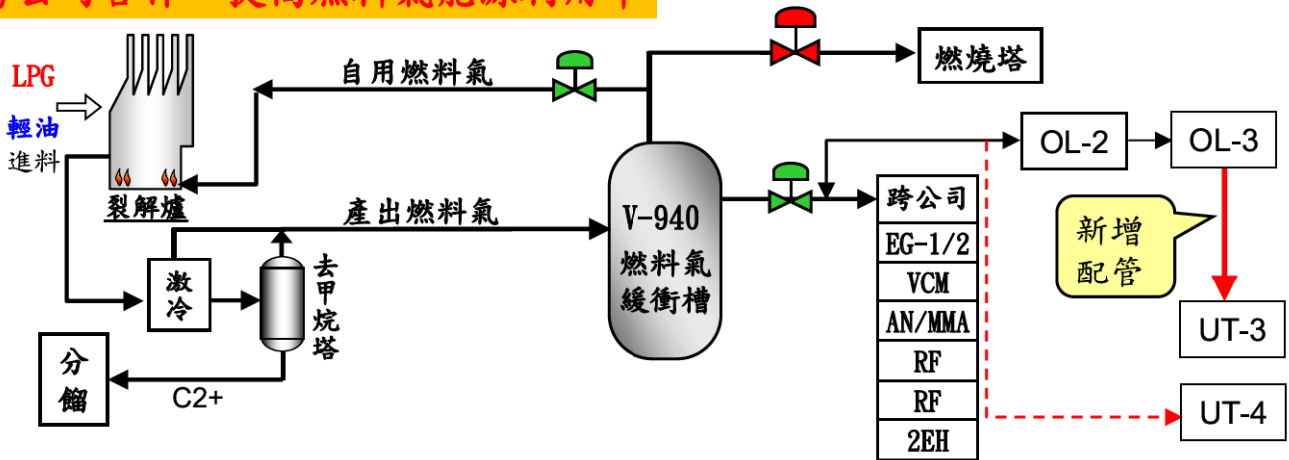 LPG
輕油
進料
裂解爐
自用燃料氣
燃燒塔
產出燃料氣
V-940
燃料氣
緩衝槽
激
冷
去
甲
烷
塔
分
餾
C2+
跨公司
EG-1/2
VCM
AN/MMA
RF
RF
2EH
OL-2
OL-3
新增
配管
UT-3
UT-4